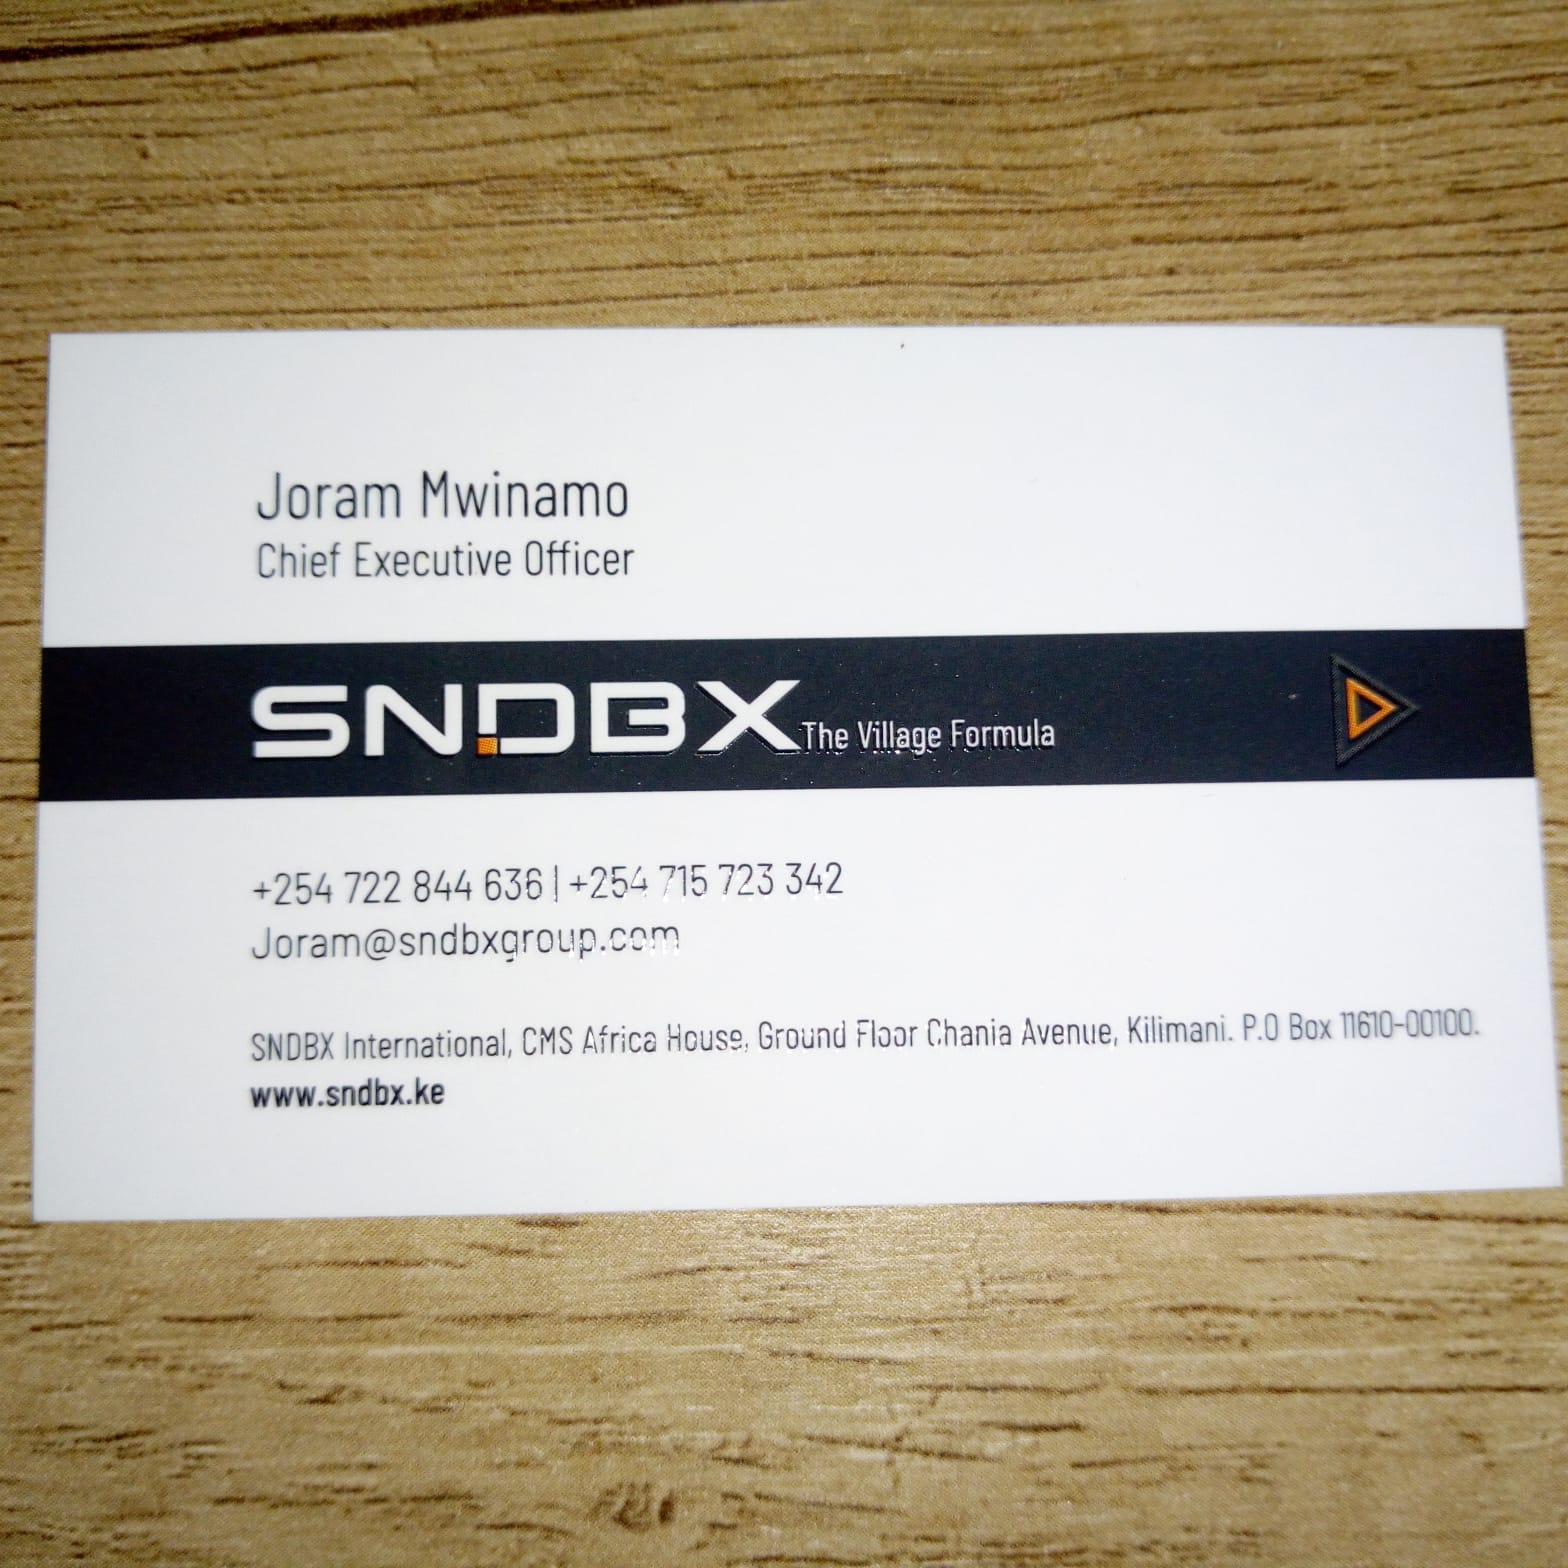 Joram Mwinamo
Chief Executive Officer
SNDBX The Village Formula
+254 722 844 636 | +254 715 723 342
Joram@sndbxgroup.com
SNDBX International, CMS Africa House, Ground Floor Chania Avenue, Kilimani. P.O Box 11610-00100.
www.sndbx.ke